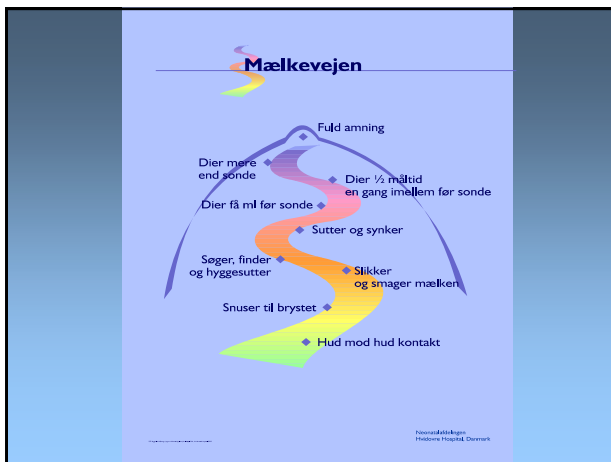 Mælkevejen
Fuld amning
Dier mere
end sonde
Dier ½ måltid
en gang imellem før sonde
Dier få ml før sonde
Sutter og synker
Søger, finder
og hyggesutter
Slikker
og smager mælken
Snuser til brystet
Hud mod hud kontakt
Neonatalafdelingen
Hvidovre Hospital, Danmark